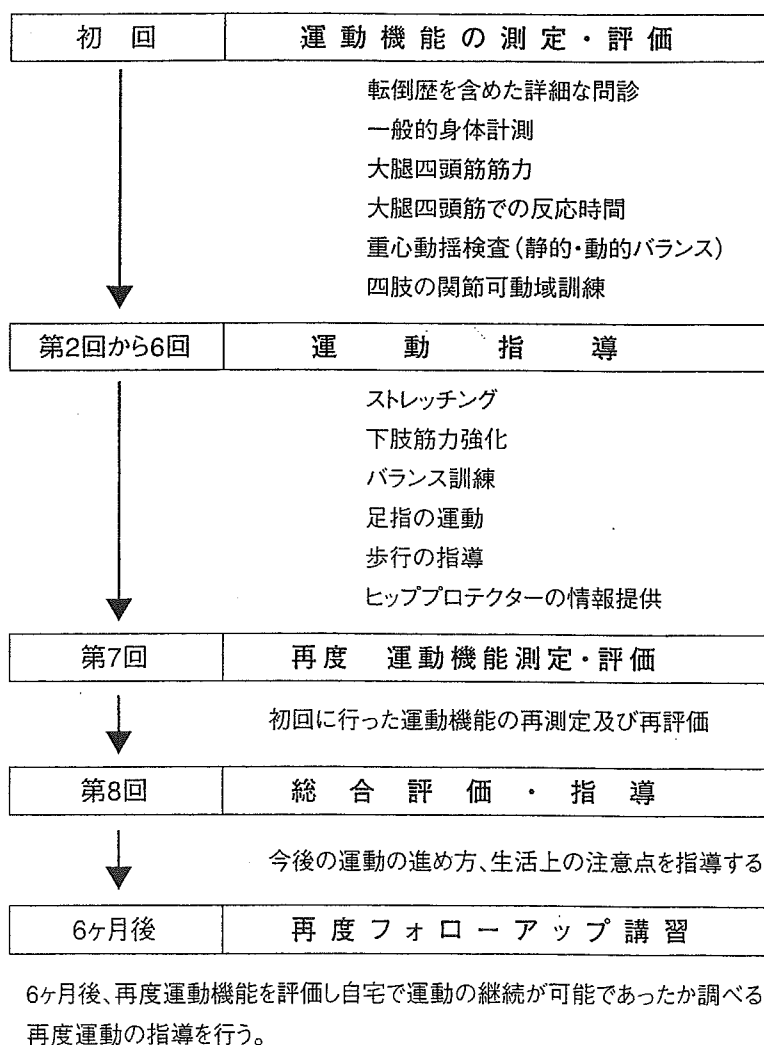 初回 運動機能の測定・評価
転倒歴を含めた詳細な問診
一般的身体計測
大腿四頭筋筋力
大腿四頭筋での反応時間
重心動揺検査(静的・動的バランス)
四肢の関節可動域訓練
第2回から6回 運動指導
ストレッチング
下肢筋力強化
バランス訓練
足指の運動
歩行の指導
ヒッププロテクターの情報提供
第7回 再度 運動機能測定・評価
初回に行った運動機能の再測定及び再評価
第8回 総合評価・指導
今後の運動の進め方、生活上の注意点を指導する
6ヶ月後 再度フォローアップ講習
6ヶ月後、再度運動機能を評価し自宅で運動の継続が可能であったか調べる
再度運動の指導を行う。